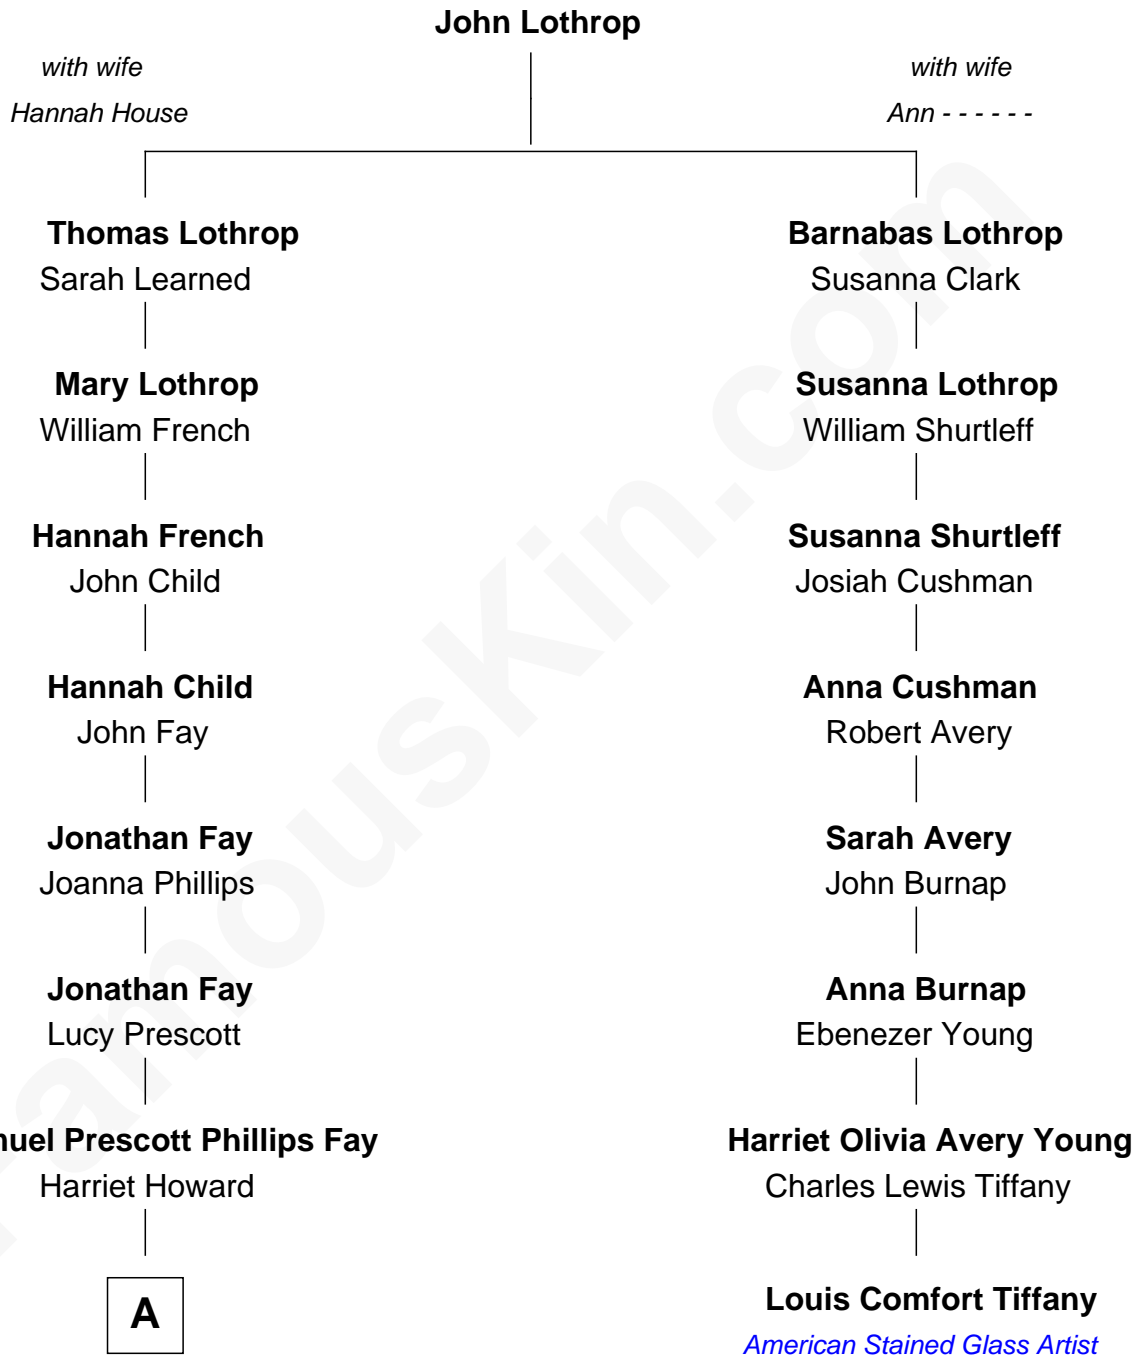 John Lothrop
with wife
Hannah House
with wife
Ann - - - - - -
Thomas Lothrop
Sarah Learned
Barnabas Lothrop
Susanna Clark
Mary Lothrop
William French
Susanna Lothrop
William Shurtleff
Hannah French
John Child
Susanna Shurtleff
Josiah Cushman
Hannah Child
John Fay
Anna Cushman
Robert Avery
Jonathan Fay
Joanna Phillips
Sarah Avery
John Burnap
Jonathan Fay
Lucy Prescott
Anna Burnap
Ebenezer Young
nuel Prescott Phillips Fay
Harriet Howard
Harriet Olivia Avery Young
Charles Lewis Tiffany
A
Louis Comfort Tiffany
American Stained Glass Artist
FamousKin.com